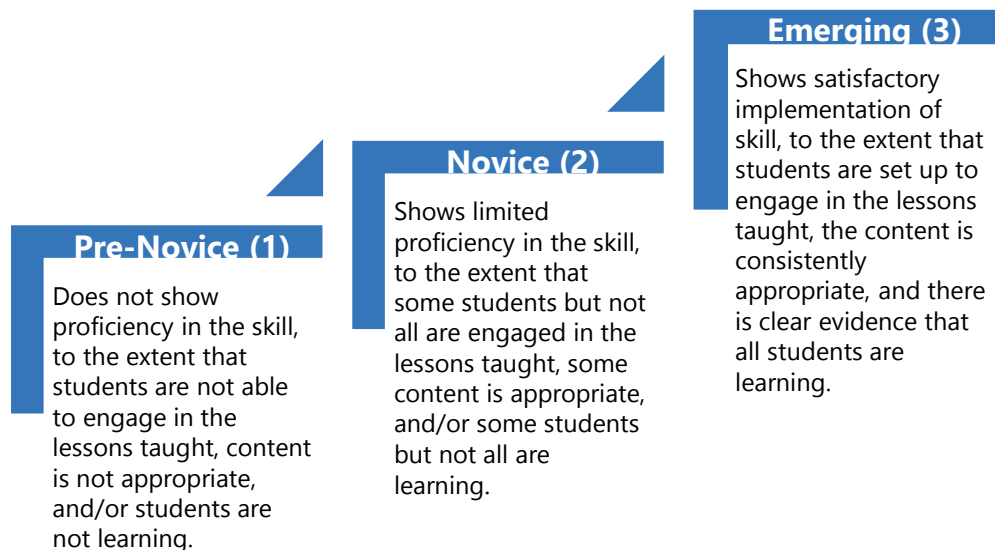 Pre-Novice (1)
Does not show
proficiency in the skill,
to the extent that
students are not able
to engage in the
lessons taught, content
is not appropriate,
and/or students are
not learning.
Novice (2)
Shows limited
proficiency in the skill,
to the extent that
some students but not
all are engaged in the
lessons taught, some
content is appropriate,
and/or some students
but not all are
learning.
Emerging (3)
Shows satisfactory
implementation of
skill, to the extent that
students are set up to
engage in the lessons
taught, the content is
consistently
appropriate, and there
is clear evidence that
all students are
learning.